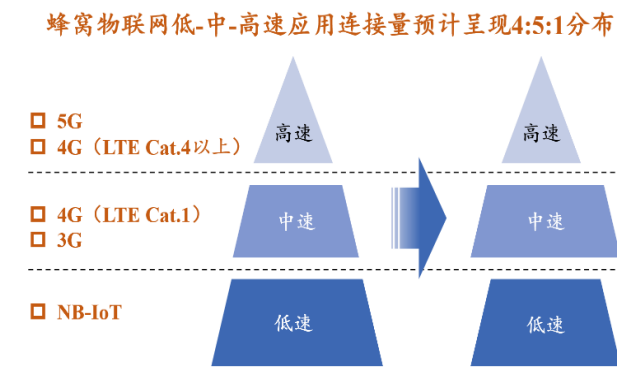 蜂窝物联网低-中-高速应用连接量预计呈现4:5:1分布
5G
4G（LTE Cat.4以上）
高速
高速
4G（LTE Cat.1）
3G
中速
中速
NB-IoT
低速
低速